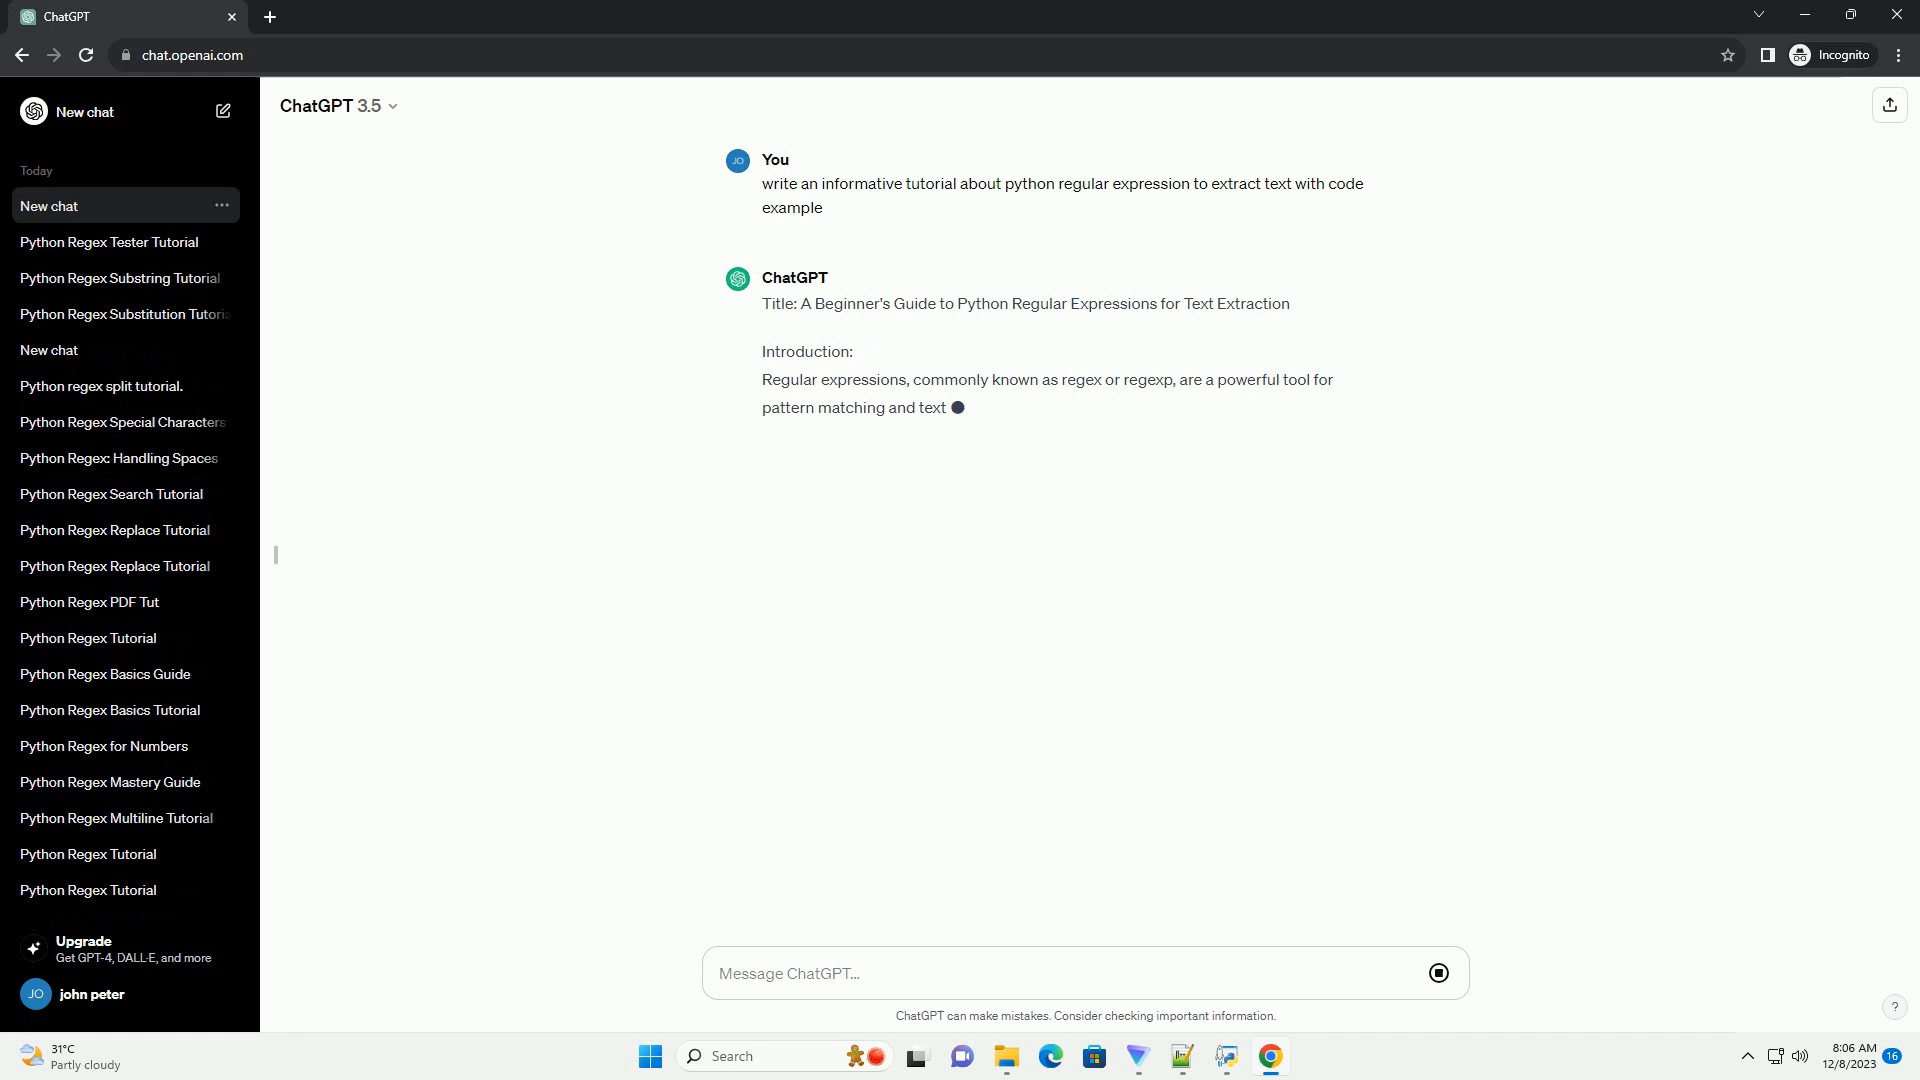 ChatGPT
chat.openai.com
Incognito
New chat
Today
New chat
Python Regex Tester Tutorial
Python Regex Substring Tutorial
Python Regex Substitution Tutoria
New chat
Python regex split tutorial.
Python Regex Special Characters
Python Regex: Handling Spaces
Python Regex Search Tutorial
Python Regex Replace Tutorial
Python Regex Replace Tutorial
Python Regex PDF Tut
Python Regex Tutorial
Python Regex Basics Guide
Python Regex Basics Tutorial
Python Regex for Numbers
Python Regex Mastery Guide
Python Regex Multiline Tutorial
Python Regex Tutorial
Python Regex Tutorial
Upgrade
Get GPT-4, DALL·E, and more
JO john peter
ChatGPT 3.5
JO You
write an informative tutorial about python regular expression to extract text with code
example
ChatGPT
Title: A Beginner's Guide to Python Regular Expressions for Text Extraction
Introduction:
Regular expressions, commonly known as regex or regexp, are a powerful tool for
pattern matching and text
Message ChatGPT...
ChatGPT can make mistakes. Consider checking important information.
?
31°C
Partly cloudy
Search
8:06 AM
12/8/2023
16